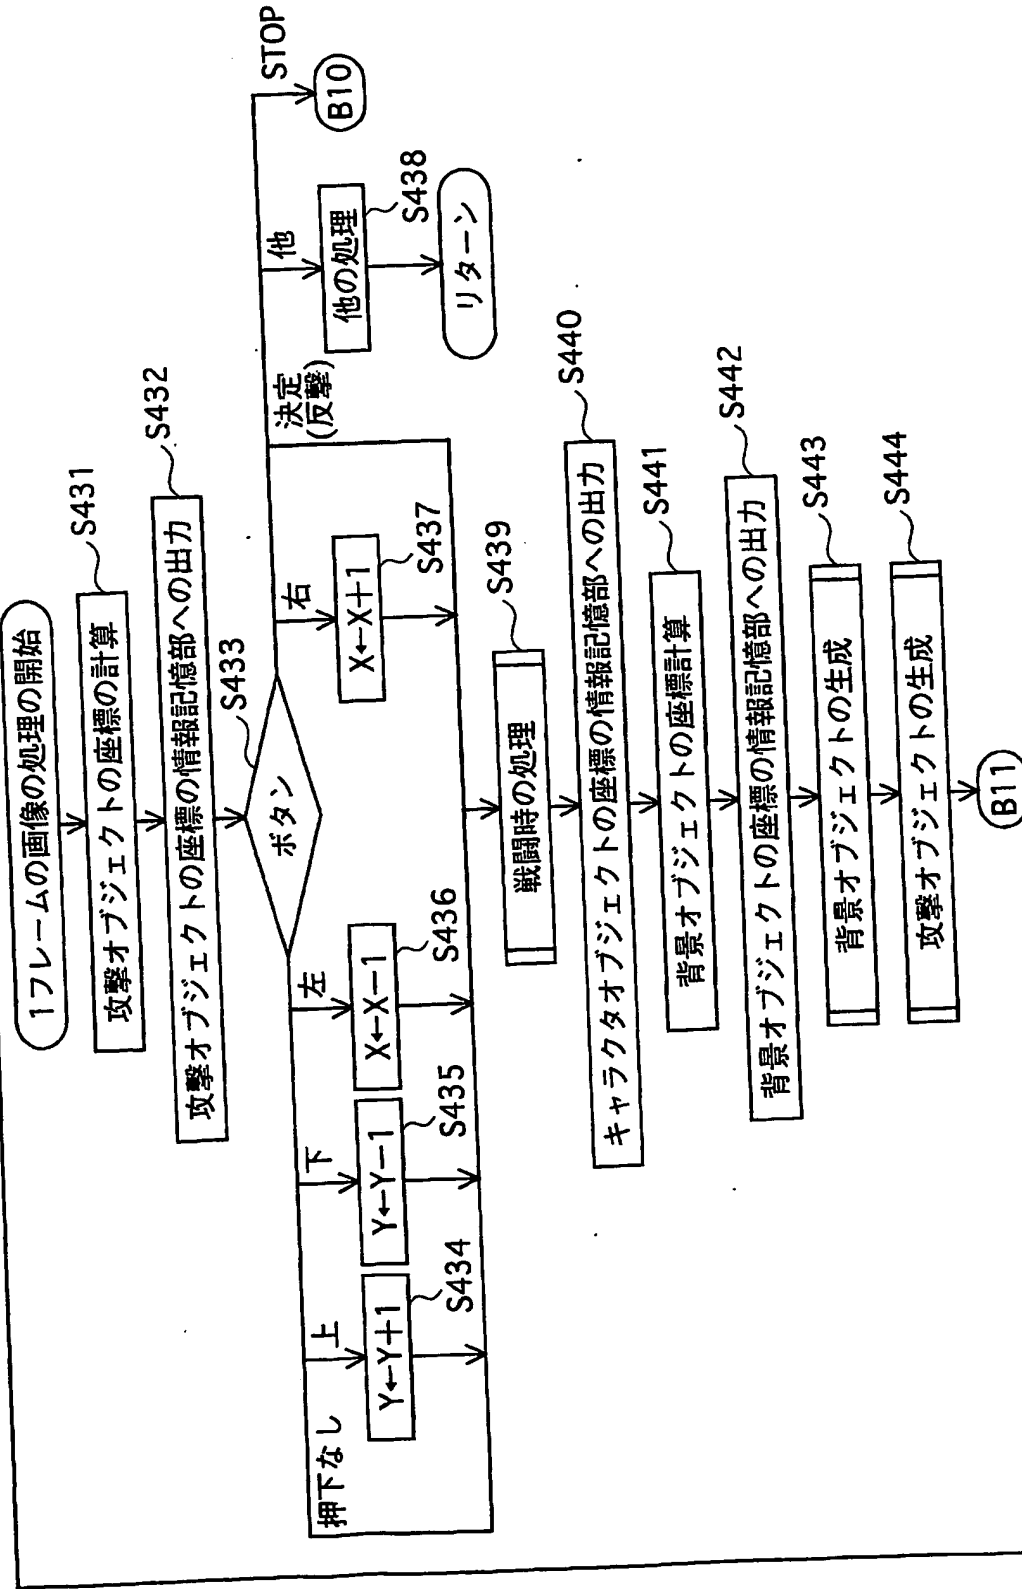 1フレームの画像の処理の開始
攻撃オブジェクトの座標の計算
S431
攻撃オブジェクトの座標の情報記憶部への出力
S432
ボタン
S433
押下なし
上
下
左
右
決定
(反撃)
他
STOP
Y←Y+1
S434
Y←Y−1
S435
X←X−1
S436
X←X+1
S437
他の処理
S438
リターン
B10
戦闘時の処理
S439
キャラクタオブジェクトの座標の情報記憶部への出力
S440
背景オブジェクトの座標計算
S441
背景オブジェクトの座標の情報記憶部への出力
S442
背景オブジェクトの生成
S443
攻撃オブジェクトの生成
S444
B11